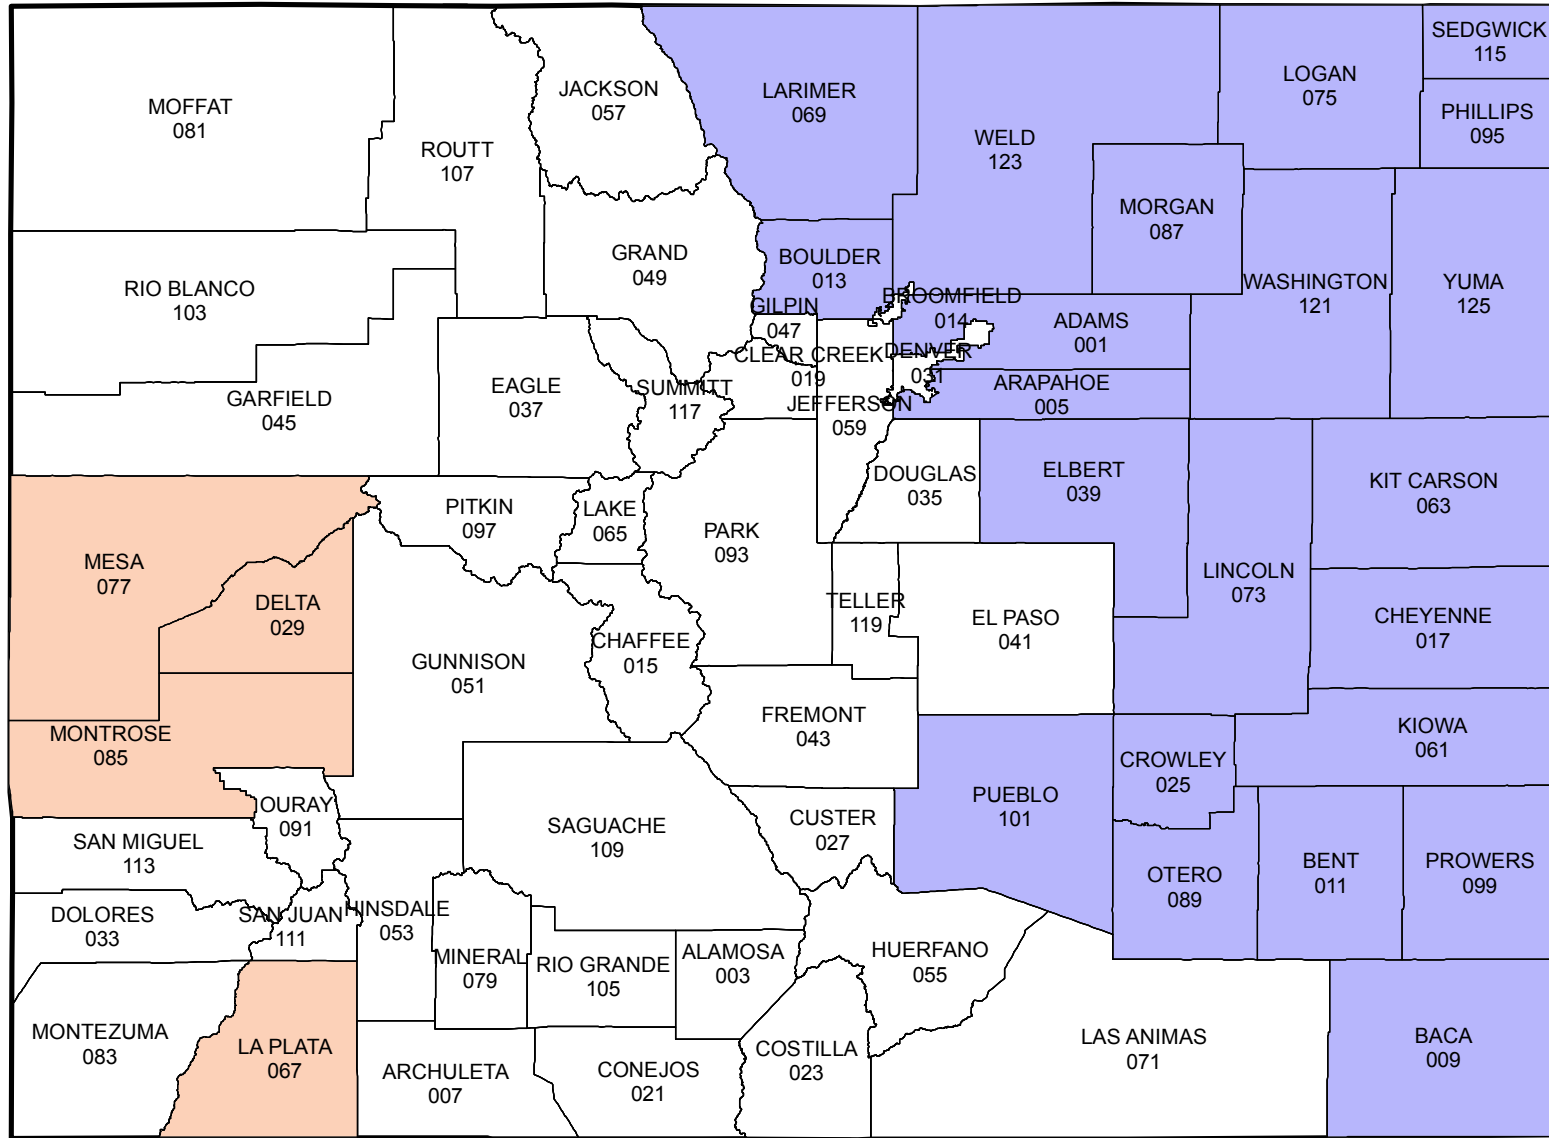 SEDGWICK
115
MOFFAT
081
JACKSON
057
LARIMER
069
LOGAN
075
PHILLIPS
095
ROUTT
107
WELD
123
MORGAN
087
GRAND
049
BOULDER
013
RIO BLANCO
103
WASHINGTON
121
YUMA
125
BROOMFIELD
014
GILPIN
047
ADAMS
001
CLEAR CREEK
019
DENVER
031
EAGLE
037
SUMMITT
117
ARAPAHOE
005
GARFIELD
045
JEFFERSON
059
DOUGLAS
035
ELBERT
039
KIT CARSON
063
PITKIN
097
LAKE
065
PARK
093
MESA
077
LINCOLN
073
DELTA
029
TELLER
119
EL PASO
041
CHEYENNE
017
CHAFFEE
015
GUNNISON
051
FREMONT
043
KIOWA
061
MONTROSE
085
CROWLEY
025
PUEBLO
101
OURAY
091
SAGUACHE
109
CUSTER
027
SAN MIGUEL
113
OTERO
089
BENT
011
PROWERS
099
DOLORES
033
SAN JUAN
111
HINSDALE
053
MINERAL
079
RIO GRANDE
105
ALAMOSA
003
HUERFANO
055
MONTEZUMA
083
LA PLATA
067
ARCHULETA
007
CONEJOS
021
COSTILLA
023
LAS ANIMAS
071
BACA
009